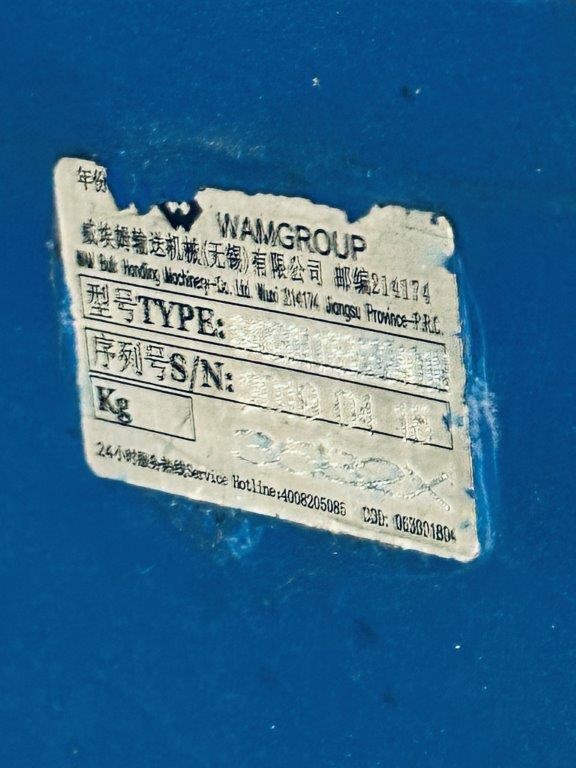 年份
WAMGROUP
威埃姆输送机械(无锡)有限公司 邮编214174
WAM Bulk Handling Machinery-Co. Ltd Wuxi 214174 Jiangsu Province-P.R.C.
型号TYPE:
序列号S/N:
Kg
24小时服务热线Service Hotline:4008205085 COD: 063001804